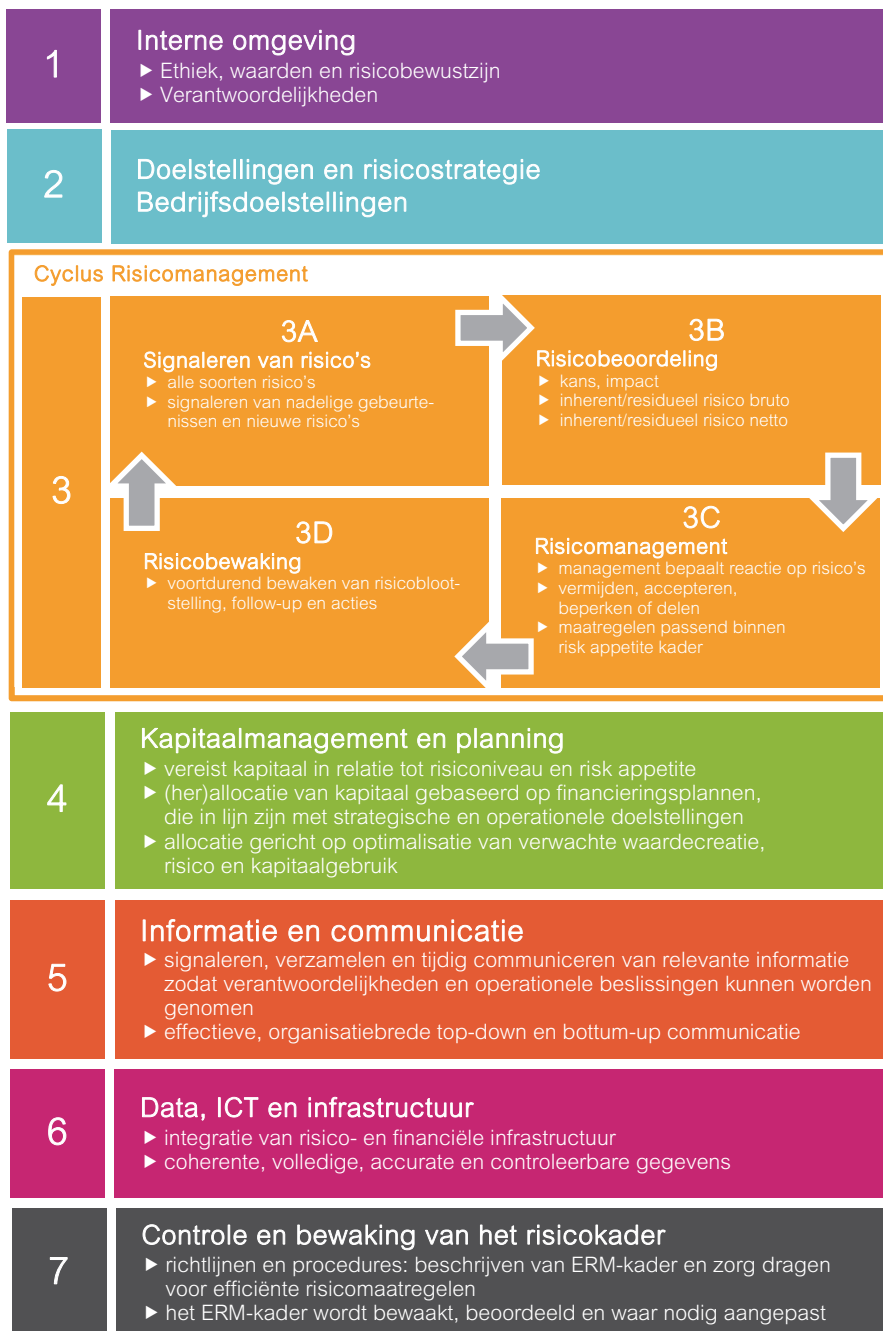 1
Interne omgeving
▶ Ethiek, waarden en risicobewustzijn
▶ Verantwoordelijkheden
2
Doelstellingen en risicostrategie
Bedrijfsdoelstellingen
Cyclus Risicomanagement
3
3A
Signaleren van risico's
▶ alle soorten risico's
▶ signaleren van nadelige gebeurte-
nissen en nieuwe risico's
3B
Risicobeoordeling
▶ kans, impact
▶ inherent/residueel risico bruto
▶ inherent/residueel risico netto
3C
Risicomanagement
▶ management bepaalt reactie op risico's
▶ vermijden, accepteren,
beperken of delen
▶ maatregelen passend binnen
risk appetite kader
3D
Risicobewaking
▶ voortdurend bewaken van risicobloot-
stelling, follow-up en acties
4
Kapitaalmanagement en planning
▶ vereist kapitaal in relatie tot risiconiveau en risk appetite
▶ (her)allocatie van kapitaal gebaseerd op financieringsplannen,
die in lijn zijn met strategische en operationele doelstellingen
▶ allocatie gericht op optimalisatie van verwachte waardecreatie,
risico en kapitaalgebruik
5
Informatie en communicatie
▶ signaleren, verzamelen en tijdig communiceren van relevante informatie
zodat verantwoordelijkheden en operationele beslissingen kunnen worden
genomen
▶ effectieve, organisatiebrede top-down en bottum-up communicatie
6
Data, ICT en infrastructuur
▶ integratie van risico- en financiële infrastructuur
▶ coherente, volledige, accurate en controleerbare gegevens
7
Controle en bewaking van het risicokader
▶ richtlijnen en procedures: beschrijven van ERM-kader en zorg dragen
voor efficiënte risicomaatregelen
▶ het ERM-kader wordt bewaakt, beoordeeld en waar nodig aangepast